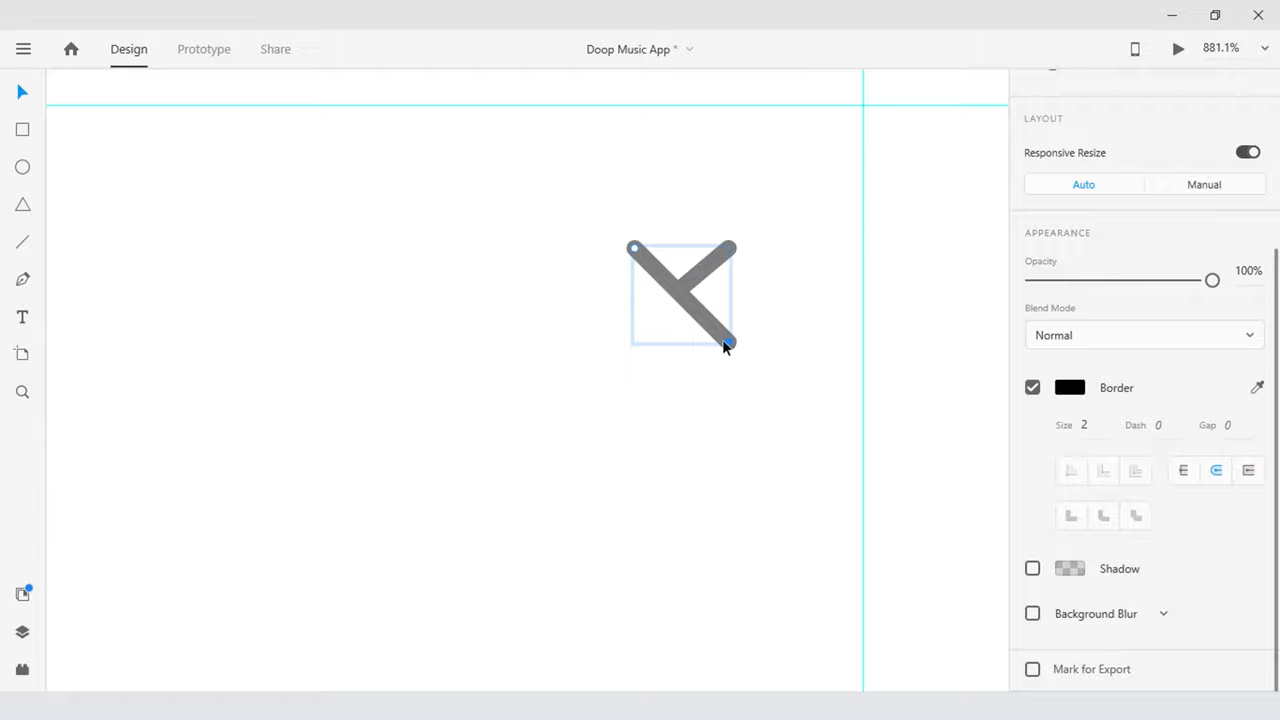 Design Prototype Share Doop Music App * 881.1%
LAYOUT
Responsive Resize
Auto Manual
APPEARANCE
Opacity
100%
Blend Mode
Normal
Border
Size 2 Dash 0 Gap 0
T
Shadow
Background Blur
Mark for Export